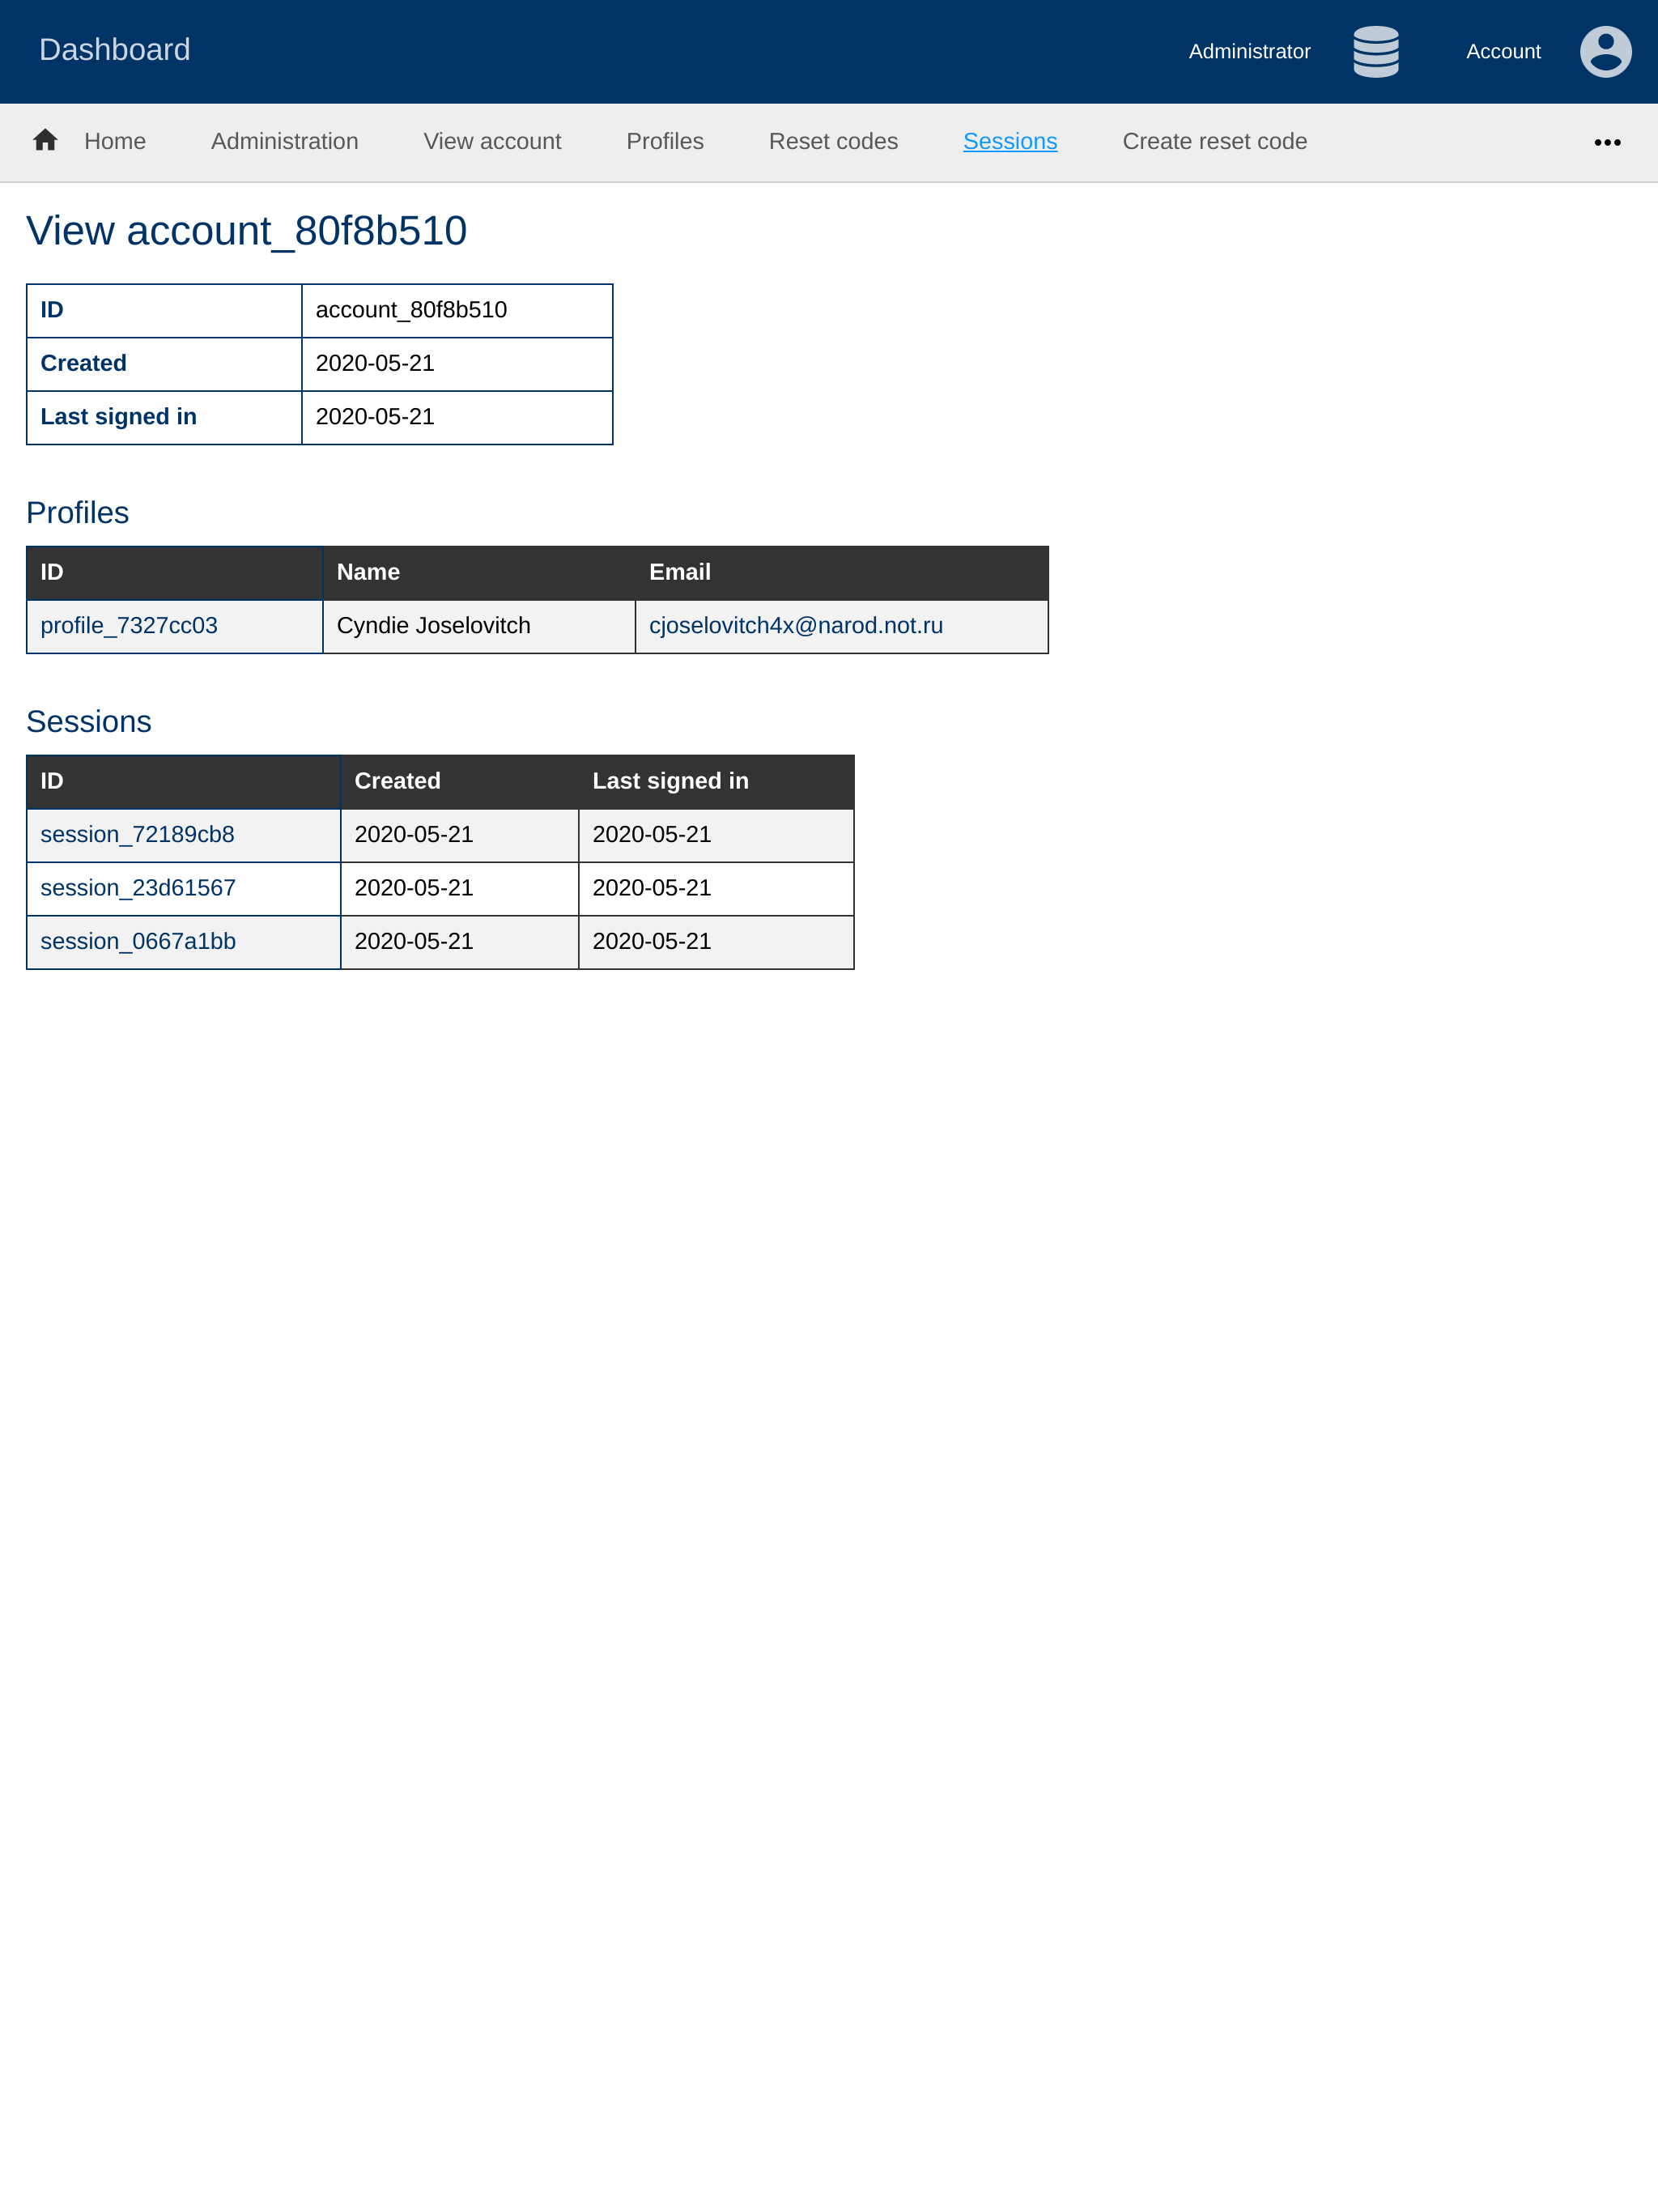 Dashboard Administrator Account
Home Administration View account Profiles Reset codes Sessions Create reset code
View account_80f8b510
ID account_80f8b510
Created 2020-05-21
Last signed in 2020-05-21
Profiles
ID Name Email
profile_7327cc03 Cyndie Joselovitch cjoselovitch4x@narod.not.ru
Sessions
ID Created Last signed in
session_72189cb8 2020-05-21 2020-05-21
session_23d61567 2020-05-21 2020-05-21
session_0667a1bb 2020-05-21 2020-05-21